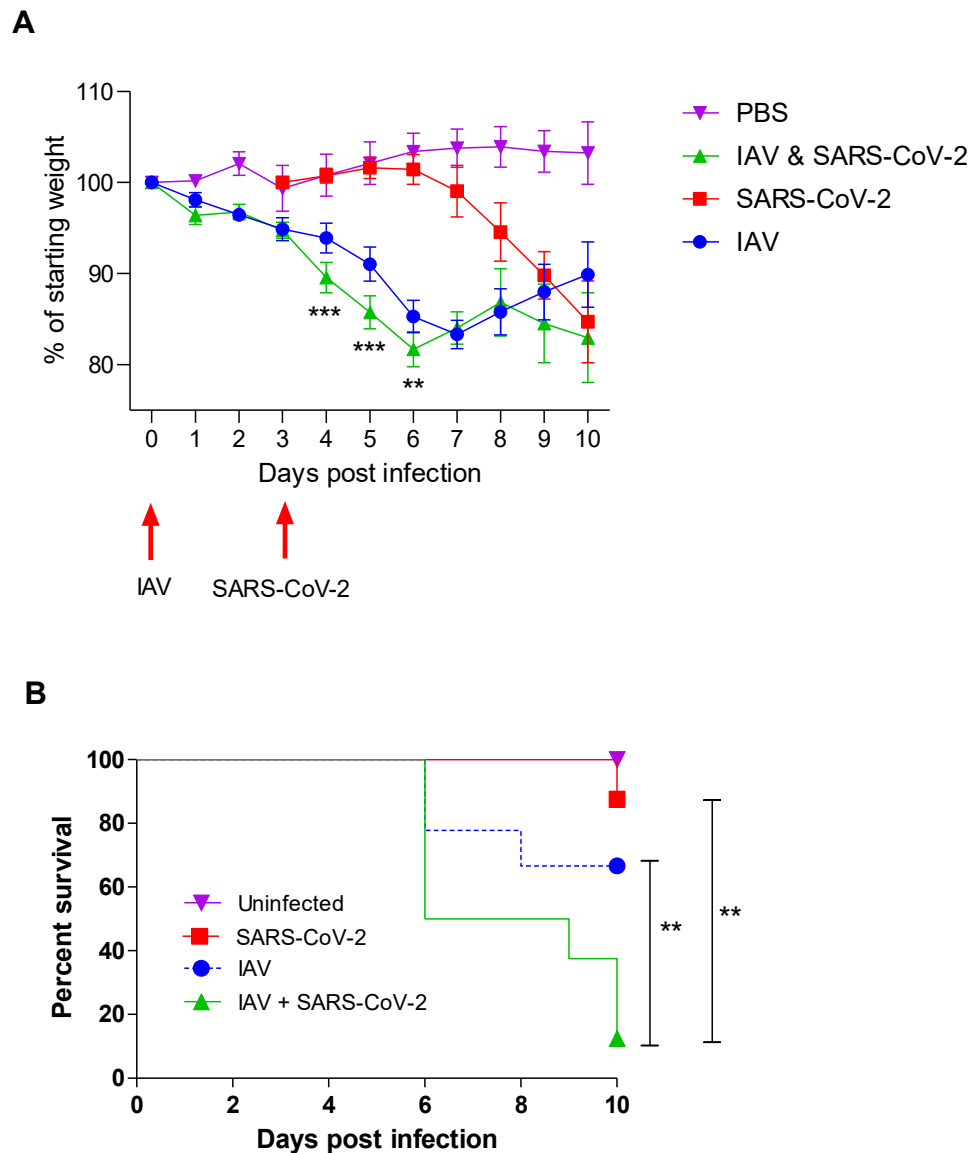 A
110
100
90
80
% of starting weight
0 1 2 3 4 5 6 7 8 9 10
Days post infection
***
***
**
PBS
IAV & SARS-CoV-2
SARS-CoV-2
IAV
IAV
SARS-CoV-2
B
100
80
60
40
20
0
Percent survival
Uninfected
SARS-CoV-2
IAV
IAV + SARS-CoV-2
**
**
0 2 4 6 8 10
Days post infection